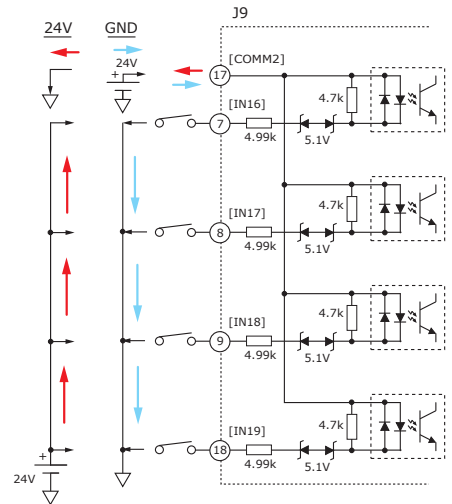 J9
24V GND
24V
+
17 [COMM2]
[IN16]
7
4.99k
5.1V
4.7k
[IN17]
8
4.99k
5.1V
4.7k
[IN18]
9
4.99k
5.1V
4.7k
[IN19]
18
4.99k
5.1V
4.7k
+
24V